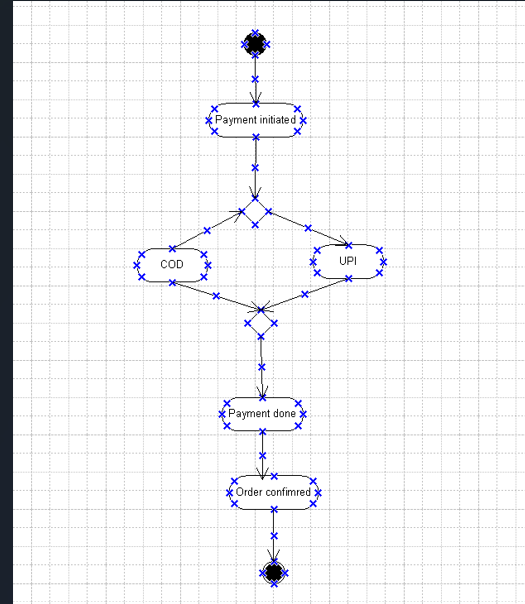 Payment initiated
COD
UPI
Payment done
Order confimred